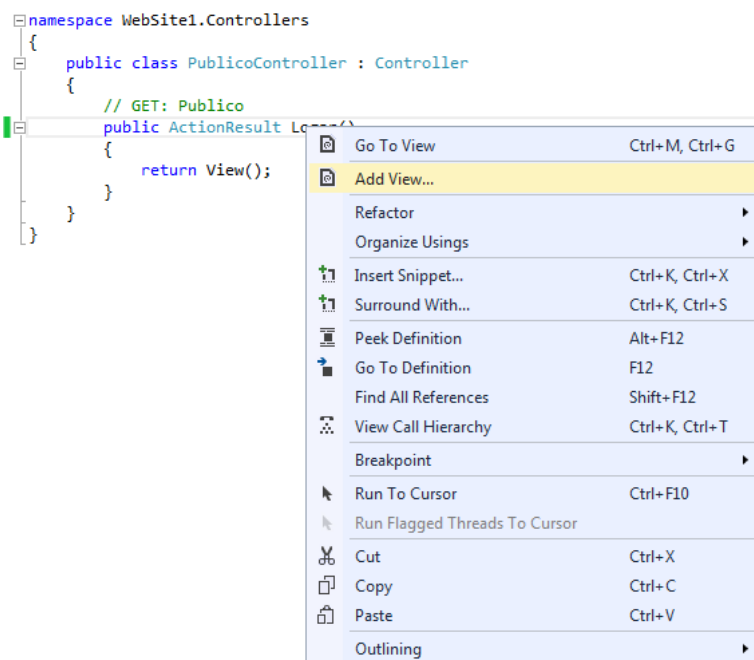 namespace WebSite1.Controllers
{
public class PublicoController : Controller
{
// GET: Publico
public ActionResult
{
return View();
}
}
}
Go To View Ctrl+M, Ctrl+G
Add View...
Refactor
Organize Usings
Insert Snippet... Ctrl+K, Ctrl+X
Surround With... Ctrl+K, Ctrl+S
Peek Definition Alt+F12
Go To Definition F12
Find All References Shift+F12
View Call Hierarchy Ctrl+K, Ctrl+T
Breakpoint
Run To Cursor Ctrl+F10
Run Flagged Threads To Cursor
Cut Ctrl+X
Copy Ctrl+C
Paste Ctrl+V
Outlining